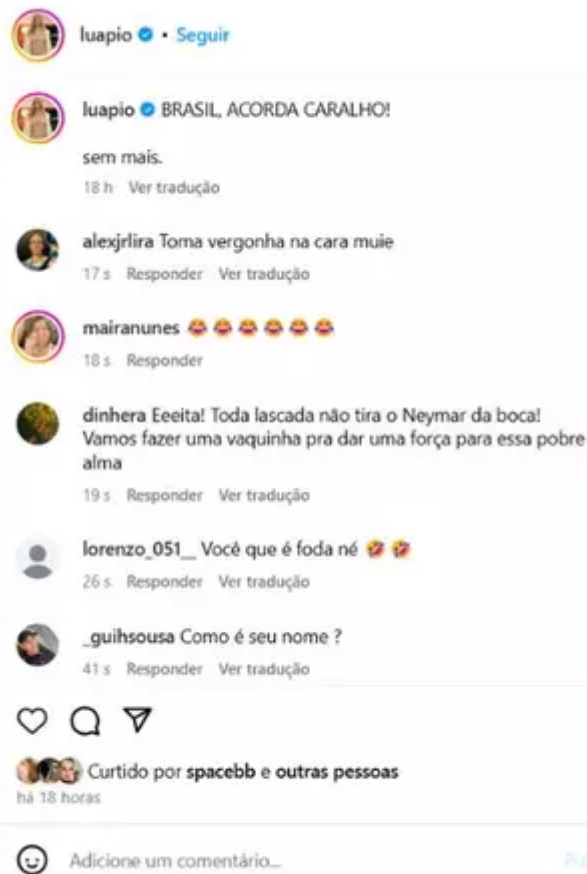 luapio • Seguir
luapio BRASIL, ACORDA CARALHO!
sem mais.
18 h Ver tradução
alexjrlira Toma vergonha na cara muie
17 s Responder Ver tradução
mairanunes 😂😂😂😂😂😂
18 s Responder
dinhera Eeeita! Toda lascada não tira o Neymar da boca!
Vamos fazer uma vaquinha pra dar uma força para essa pobre
alma
19 s Responder Ver tradução
lorenzo_051__ Você que é foda né 🤣🤣
26 s Responder Ver tradução
_guihsousa Como é seu nome ?
41 s Responder Ver tradução
Curtido por spacebb e outras pessoas
há 18 horas
Adicione um comentário...